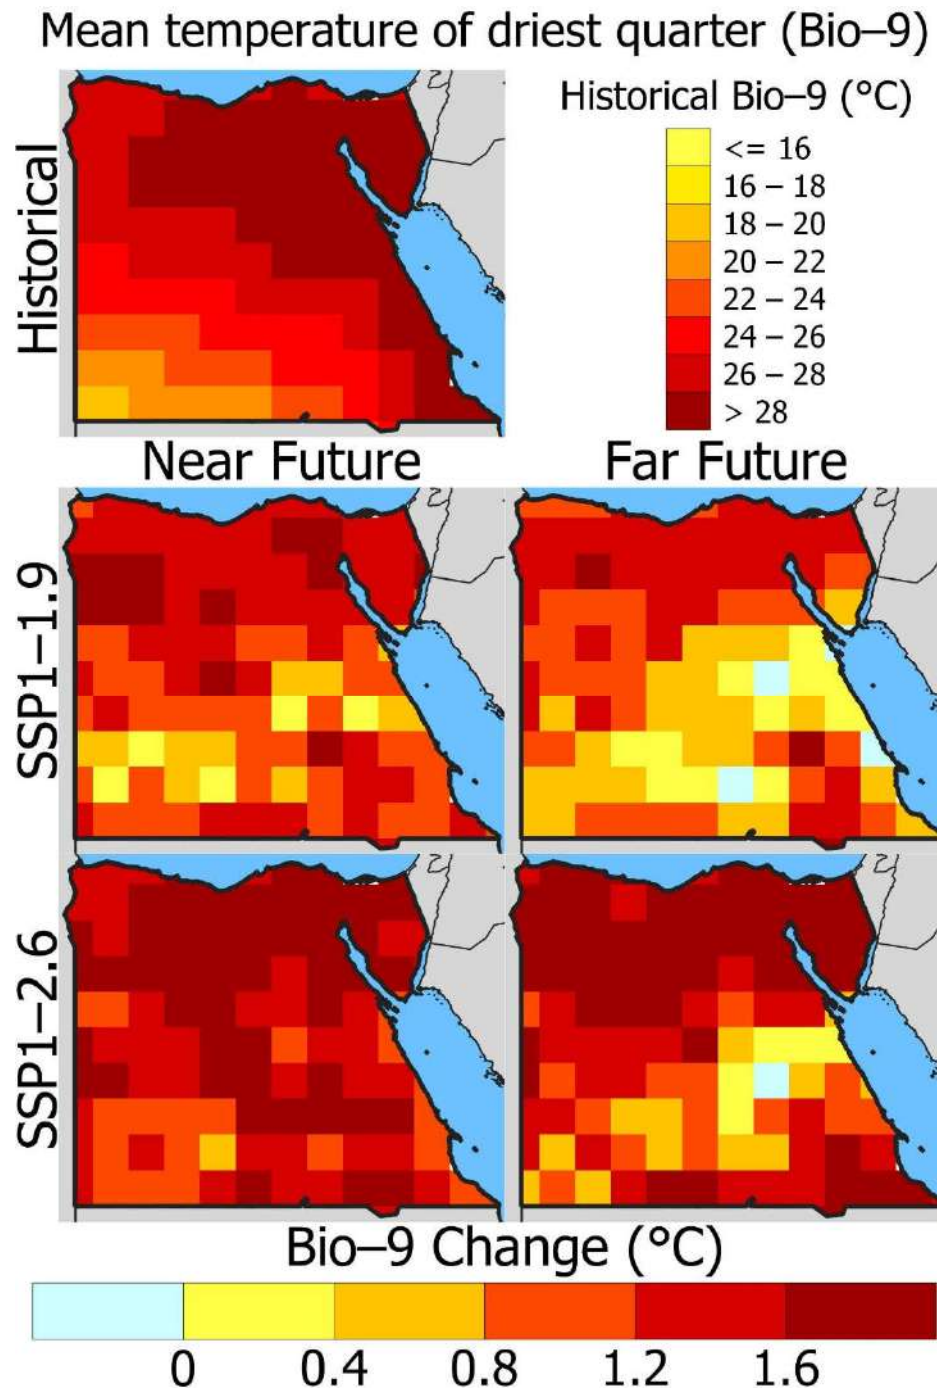 Mean temperature of driest quarter (Bio–9)
Historical
Historical Bio–9 (°C)
<= 16
16 – 18
18 – 20
20 – 22
22 – 24
24 – 26
26 – 28
> 28
Near Future
Far Future
SSP1–1.9
SSP1–2.6
Bio–9 Change (°C)
0
0.4
0.8
1.2
1.6